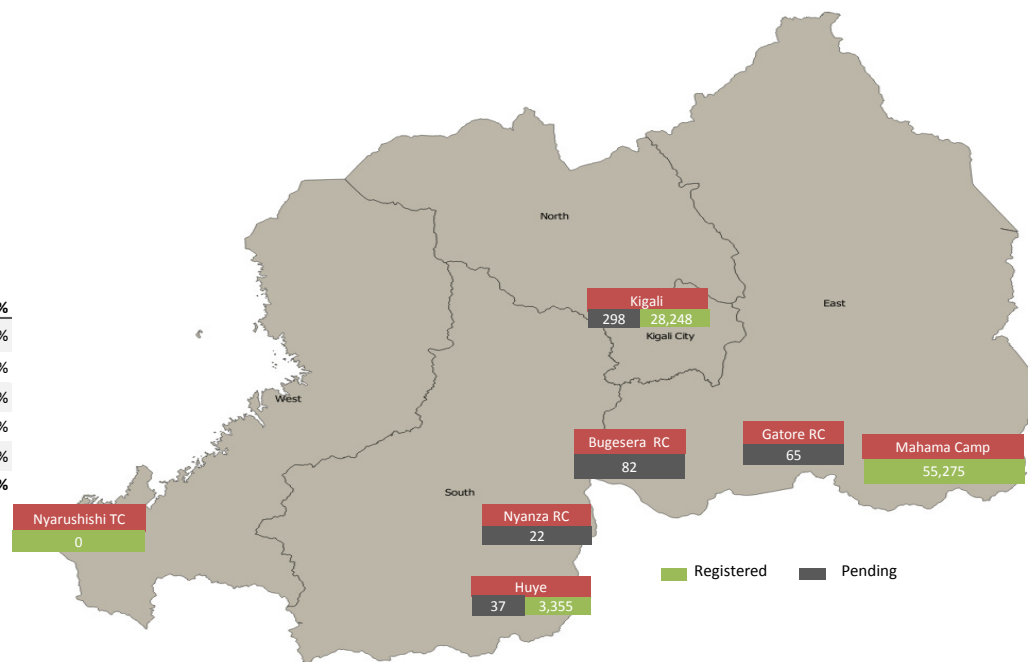 North
Kigali
298 28,248
Kigali City
East
%
%
%
%
%
%
%
West
Bugesera RC
82
Gatore RC
65
Mahama Camp
55,275
South
Nyarushishi TC
0
Nyanza RC
22
Registered Pending
Huye
37 3,355